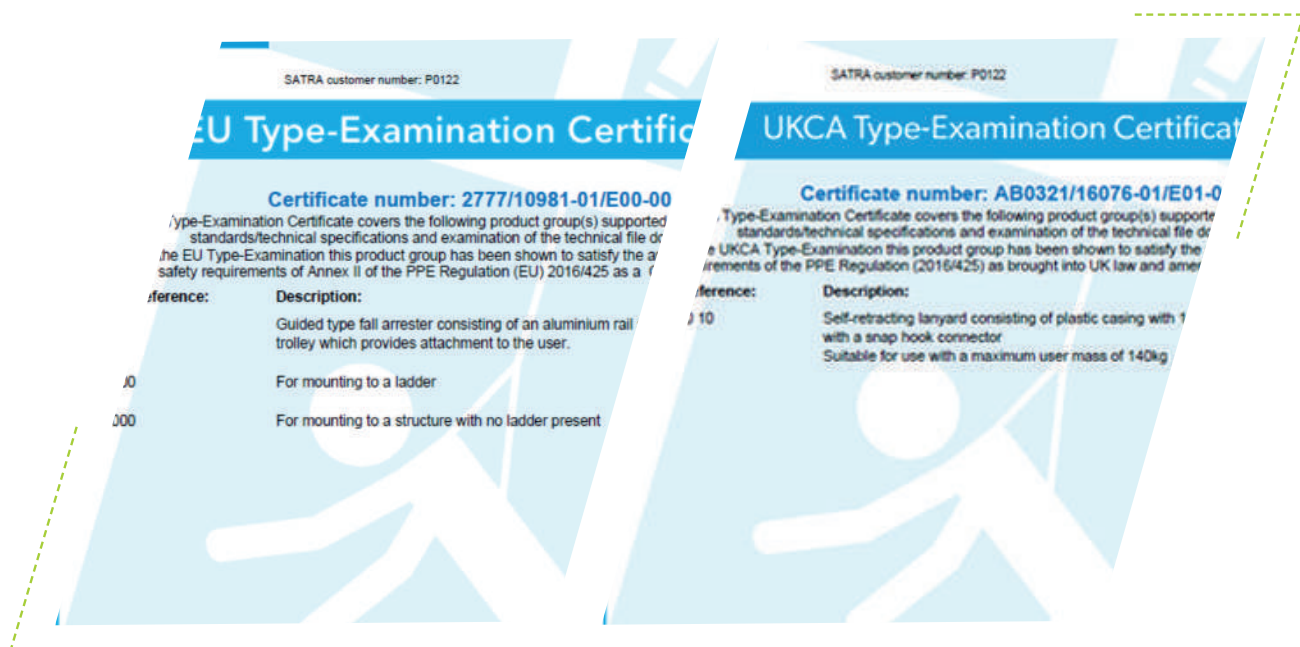 SATRA customer number: P0122
EU Type-Examination Certific
Certificate number: 2777/10981-01/E00-00
Type-Examination Certificate covers the following product group(s) supported
standards/technical specifications and examination of the technical file do
the EU Type-Examination this product group has been shown to satisfy the a
safety requirements of Annex II of the PPE Regulation (EU) 2016/425 as a
eference:
Description:
Guided type fall arrester consisting of an aluminium rail
trolley which provides attachment to the user.
For mounting to a ladder
000
For mounting to a structure with no ladder present
SATRA customer number: P0122
UKCA Type-Examination Certificat
Certificate number: AB0321/16076-01/E01-0
Type-Examination Certificate covers the following product group(s) supporte
standards/technical specifications and examination of the technical file do
e UKCA Type-Examination this product group has been shown to satisfy the
irements of the PPE Regulation (2016/425) as brought into UK law and amen
ference:
Description:
10
Self-retracting lanyard consisting of plastic casing with 1
with a snap hook connector
Suitable for use with a maximum user mass of 140kg